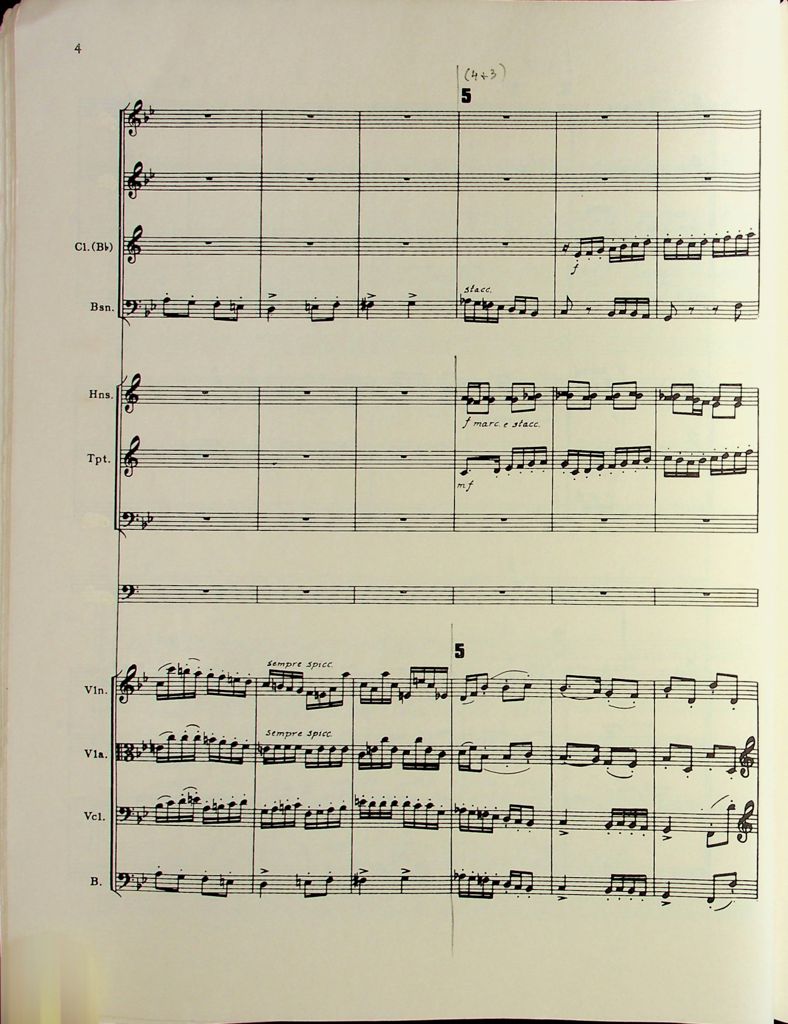 4
(4+3)
5
Cl. (B♭)
f
Bsn.
stacc.
Hns.
f marc. e stacc.
Tpt.
mf
5
sempre spicc.
Vln.
sempre spicc.
Vla.
Vcl.
B.